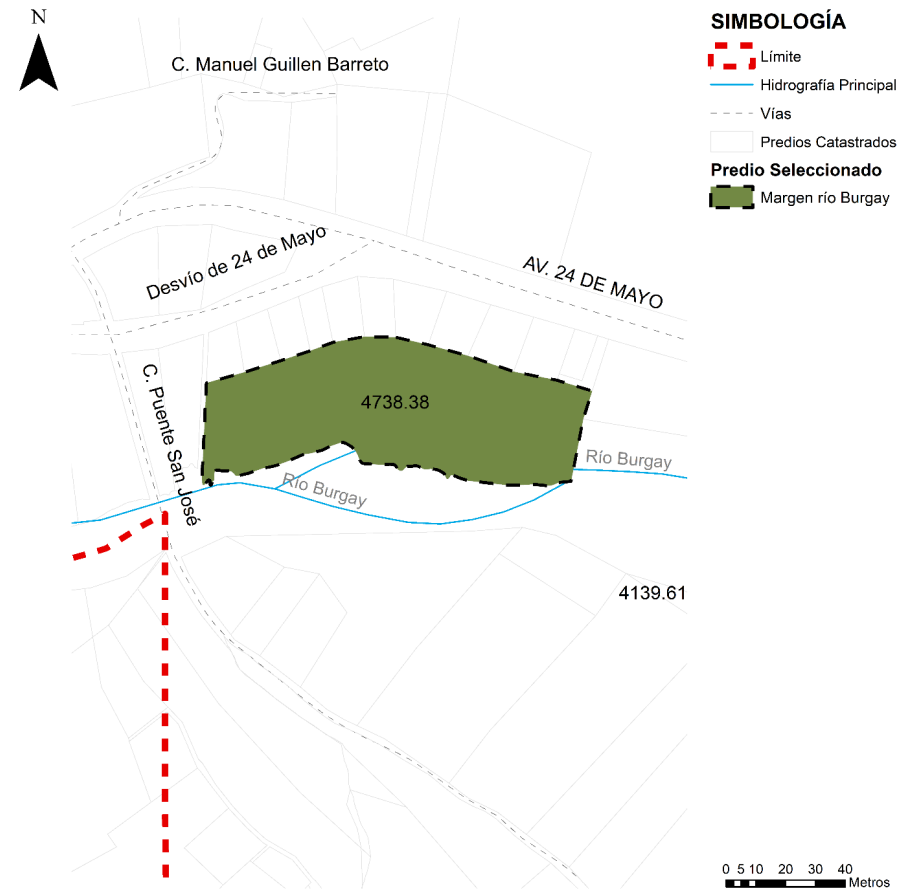 N
C. Manuel Guillen Barreto
Desvío de 24 de Mayo
AV. 24 DE MAYO
C. Puente San José
4738.38
Río Burgay
Río Burgay
4139.61
SIMBOLOGÍA
Límite
Hidrografía Principal
Vías
Predios Catastrados
Predio Seleccionado
Margen río Burgay
0 5 10 20 30 40
Metros